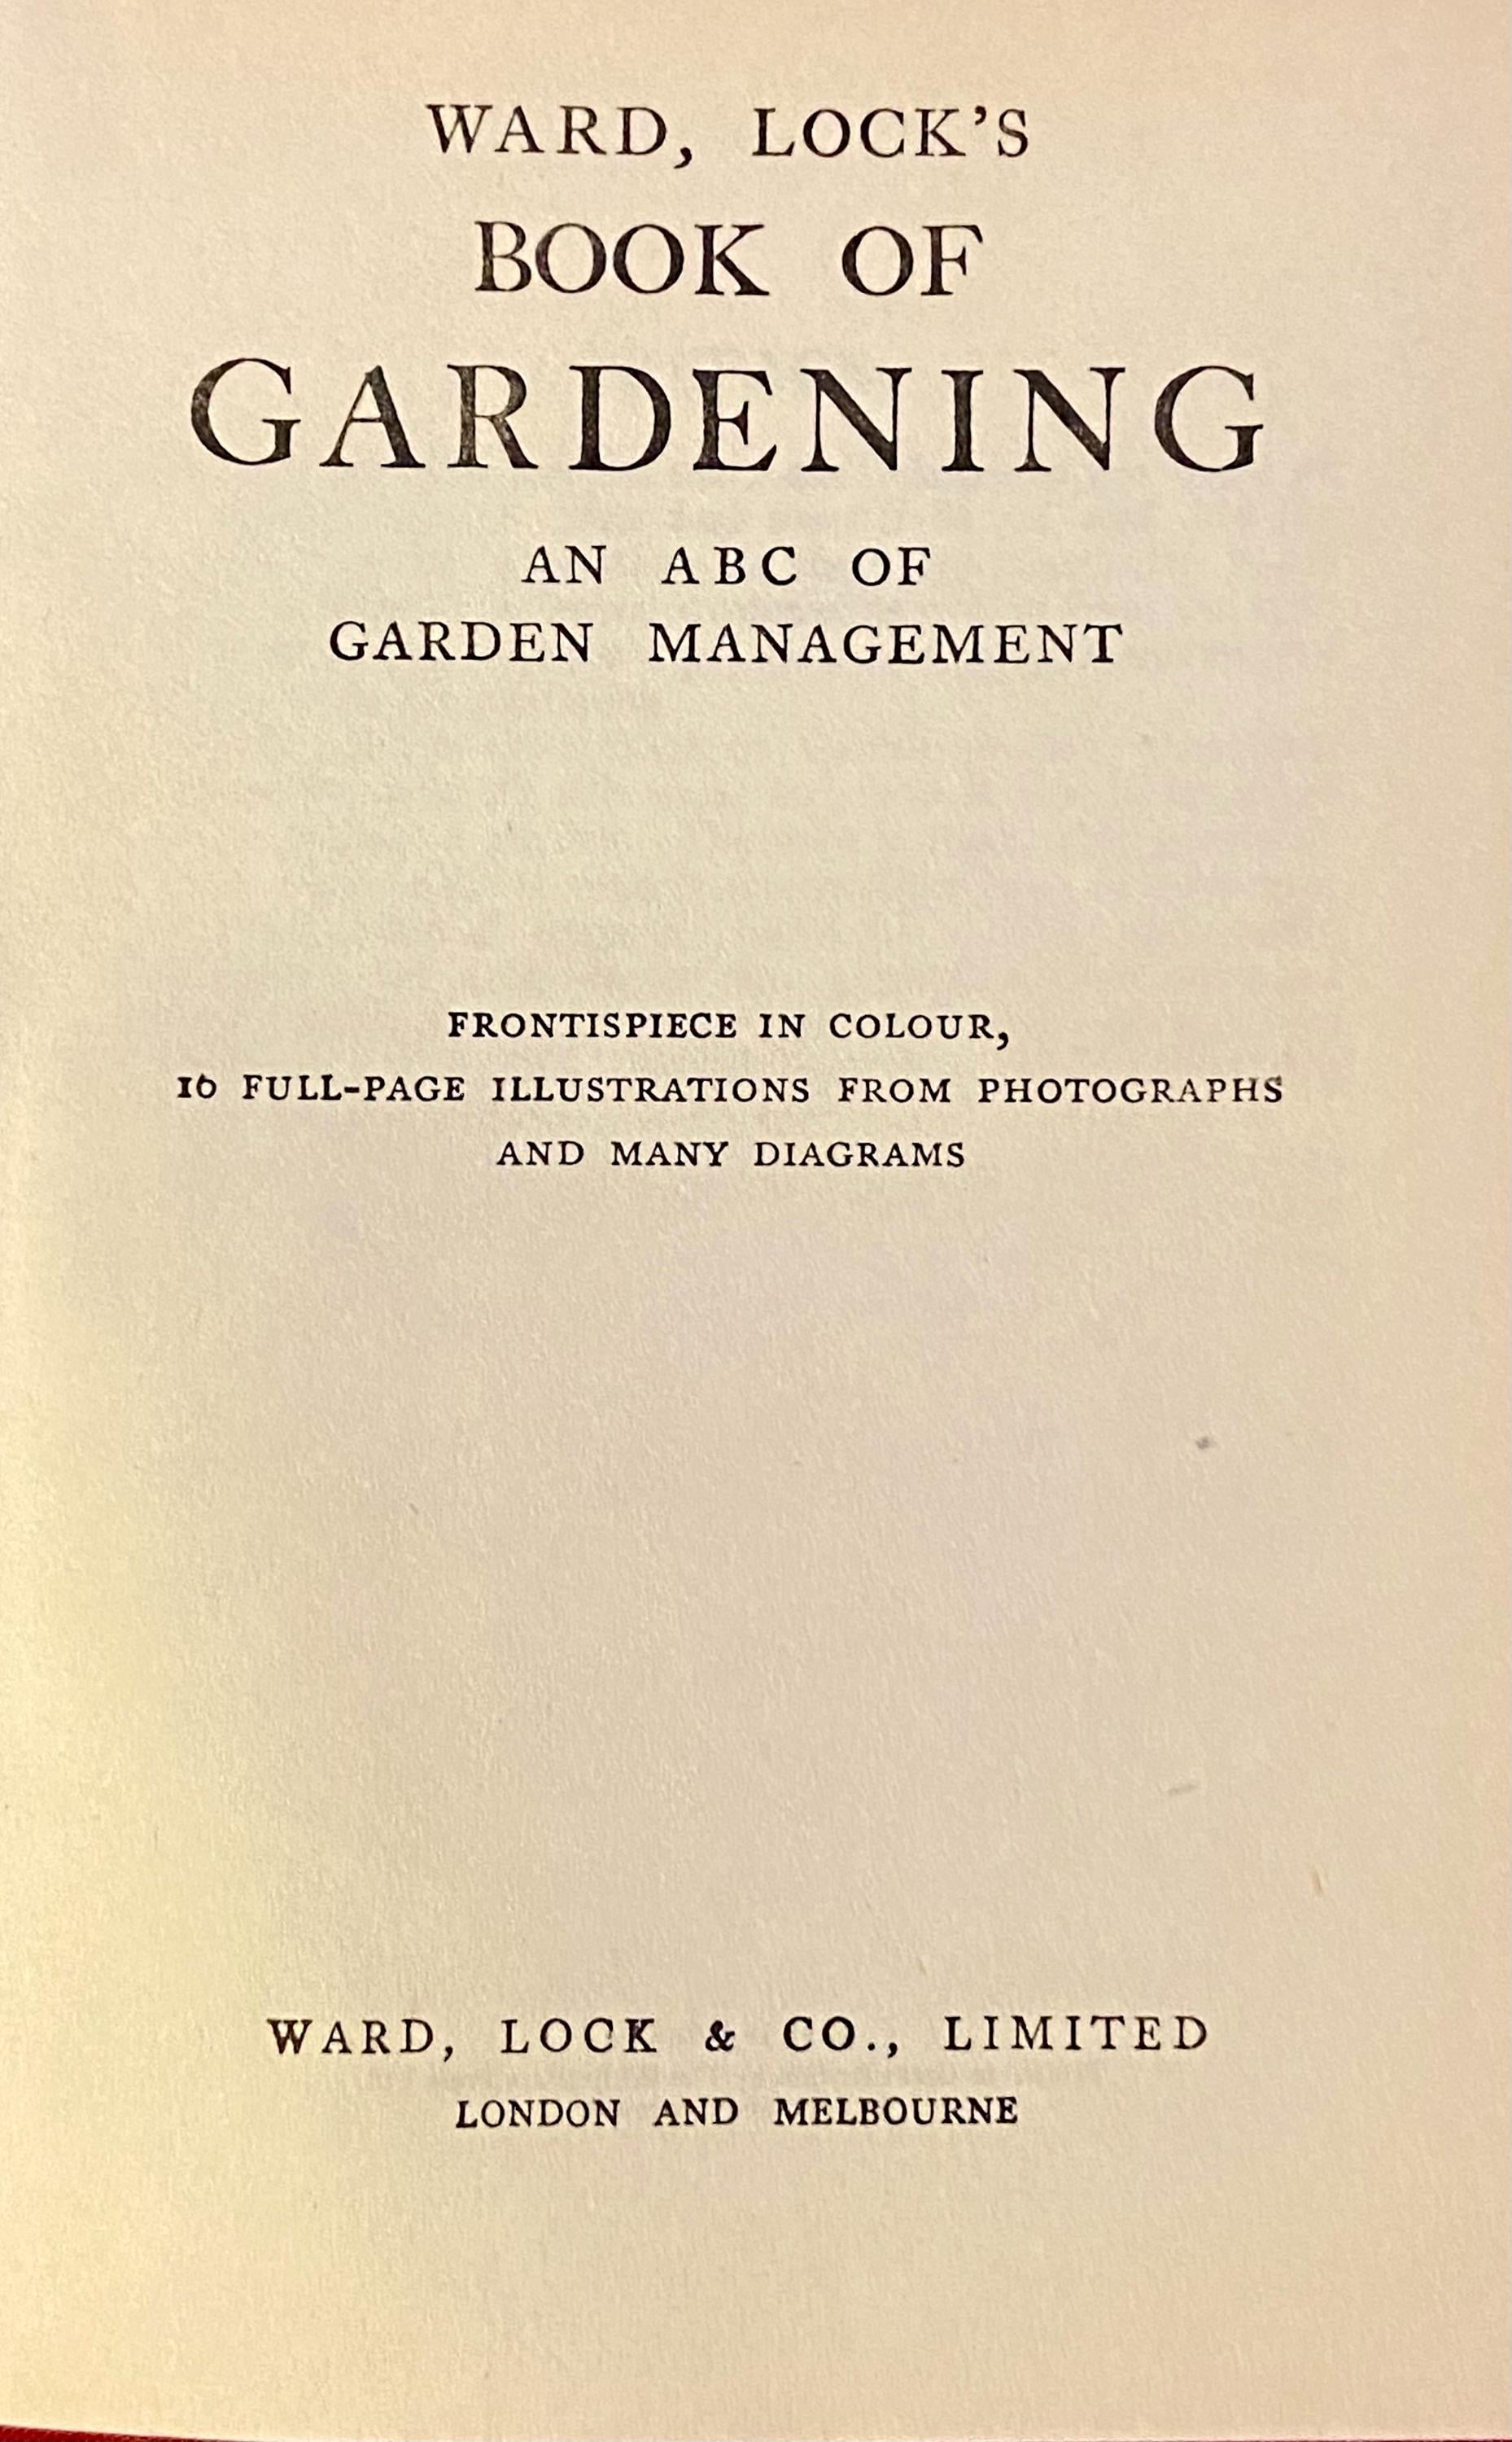 WARD, LOCK'S
BOOK OF
GARDENING
AN ABC OF
GARDEN MANAGEMENT
FRONTISPIECE IN COLOUR,
16 FULL-PAGE ILLUSTRATIONS FROM PHOTOGRAPHS
AND MANY DIAGRAMS
WARD, LOCK & CO., LIMITED
LONDON AND MELBOURNE